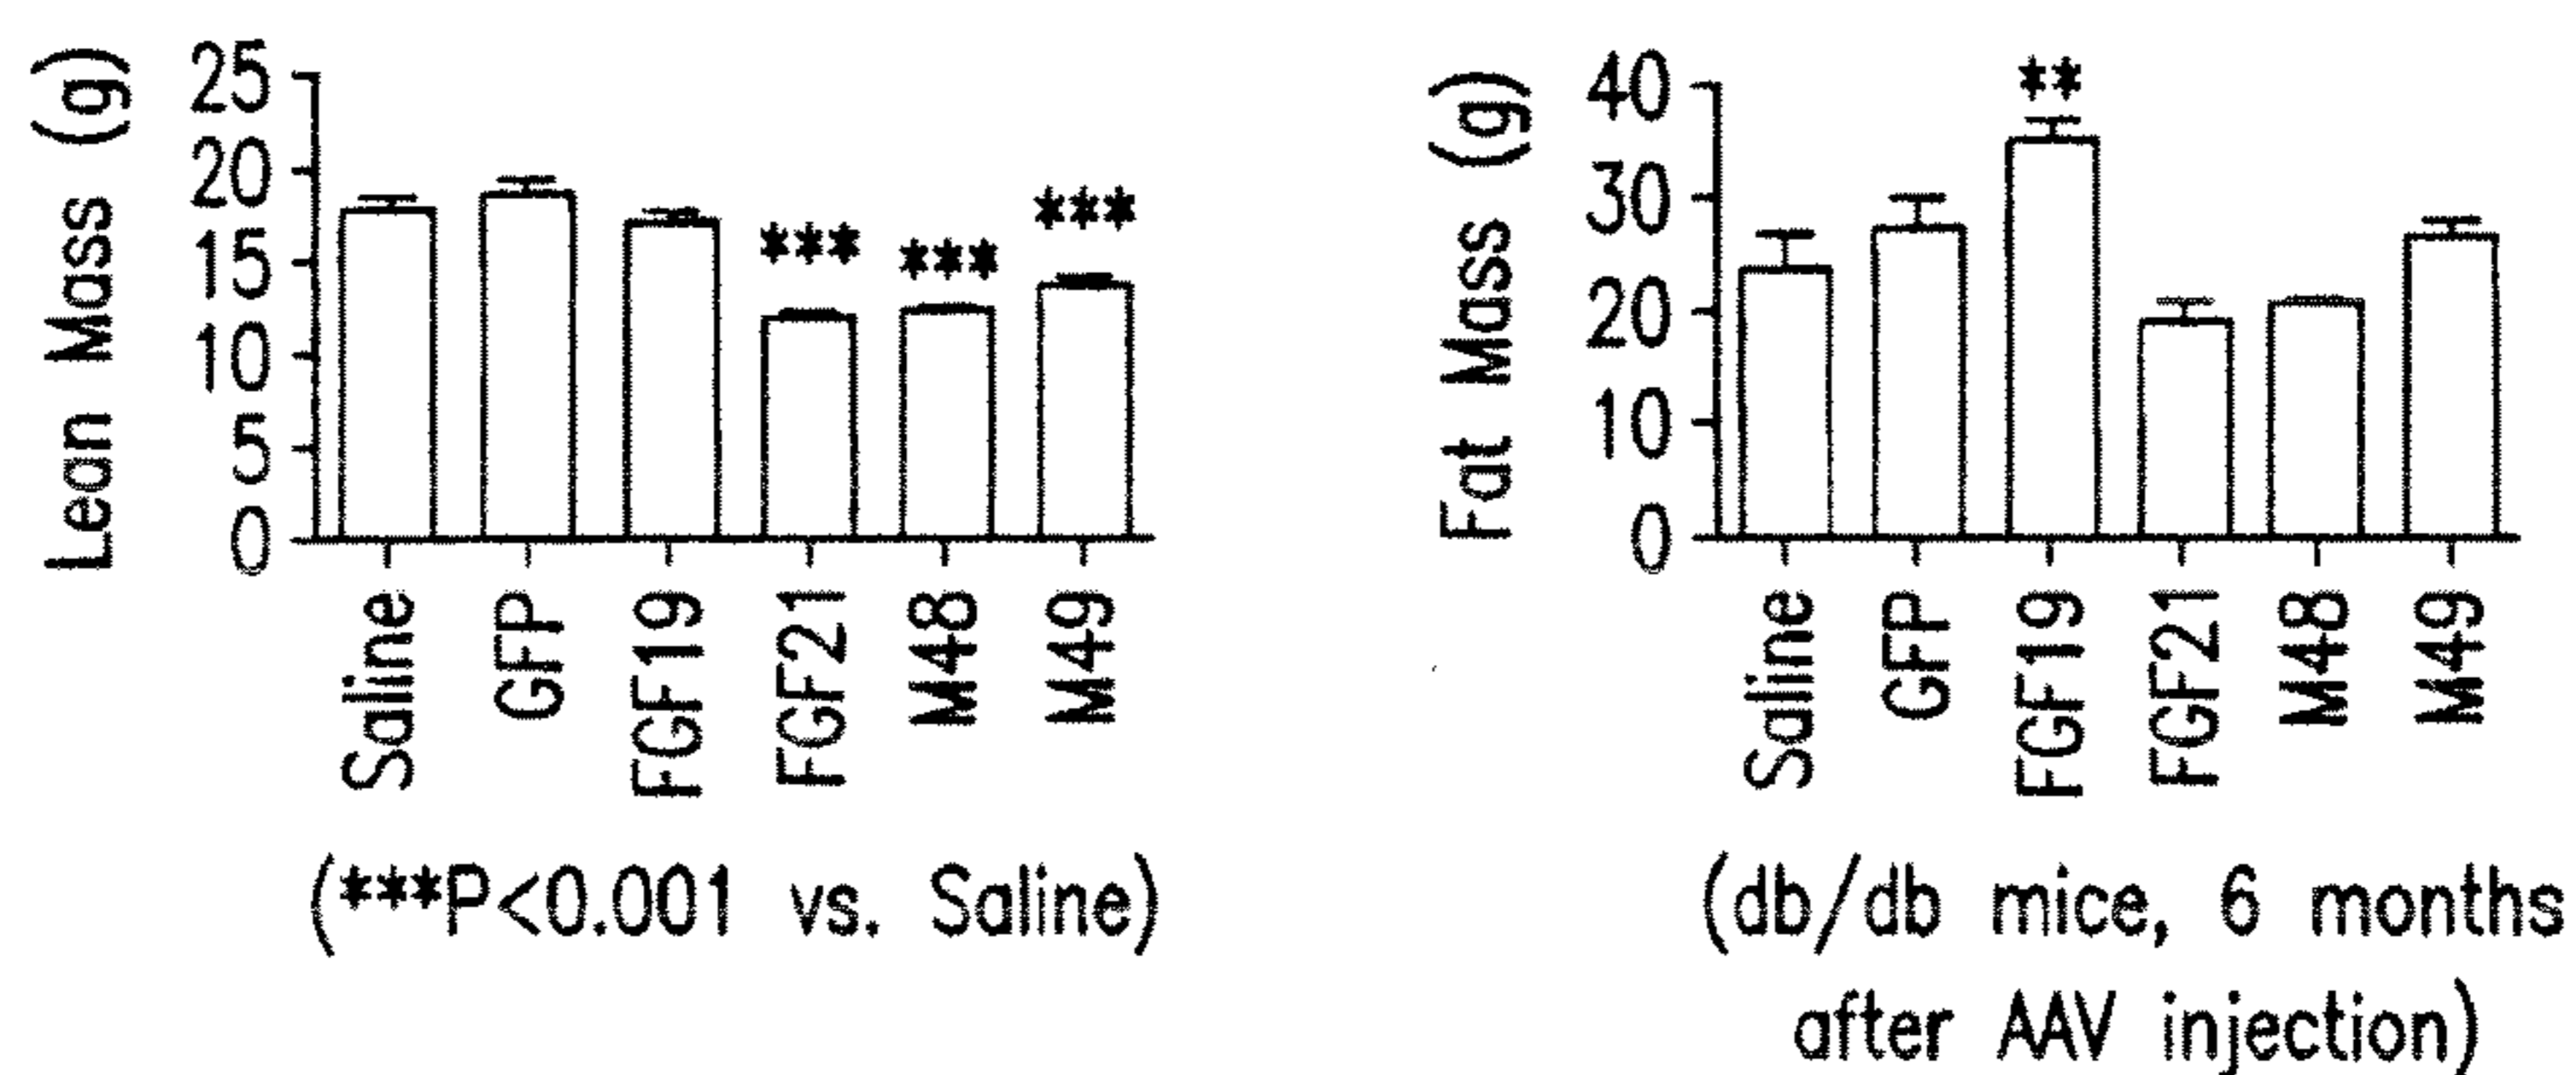 Lean Mass (g)
25
20
15
10
5
0
***
***
***
Saline
GFP
FGF19
FGF21
M48
M49
(***P<0.001 vs. Saline)
Fat Mass (g)
40
30
20
10
0
**
Saline
GFP
FGF19
FGF21
M48
M49
(db/db mice, 6 months
after AAV injection)